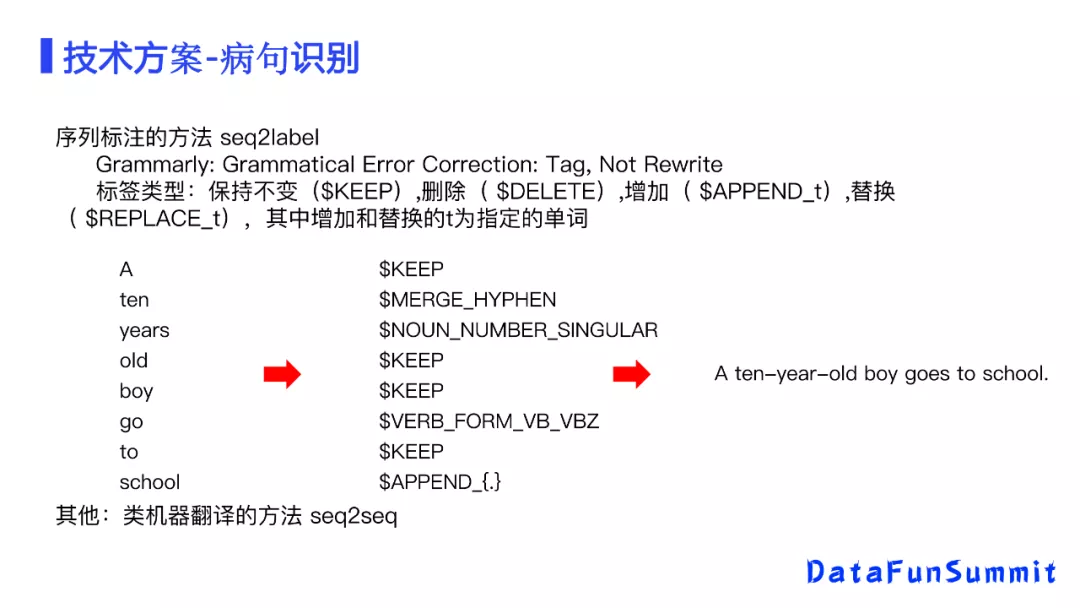 技术方案-病句识别
序列标注的方法 seq2label
Grammarly: Grammatical Error Correction: Tag, Not Rewrite
标签类型：保持不变（$KEEP）,删除（ $DELETE）,增加（ $APPEND_t）,替换
（ $REPLACE_t），其中增加和替换的t为指定的单词
A $KEEP
ten $MERGE_HYPHEN
years $NOUN_NUMBER_SINGULAR
old $KEEP
boy $KEEP
go $VERB_FORM_VB_VBZ
to $KEEP
school $APPEND_{.}
A ten-year-old boy goes to school.
其他：类机器翻译的方法 seq2seq
DataFunSummit